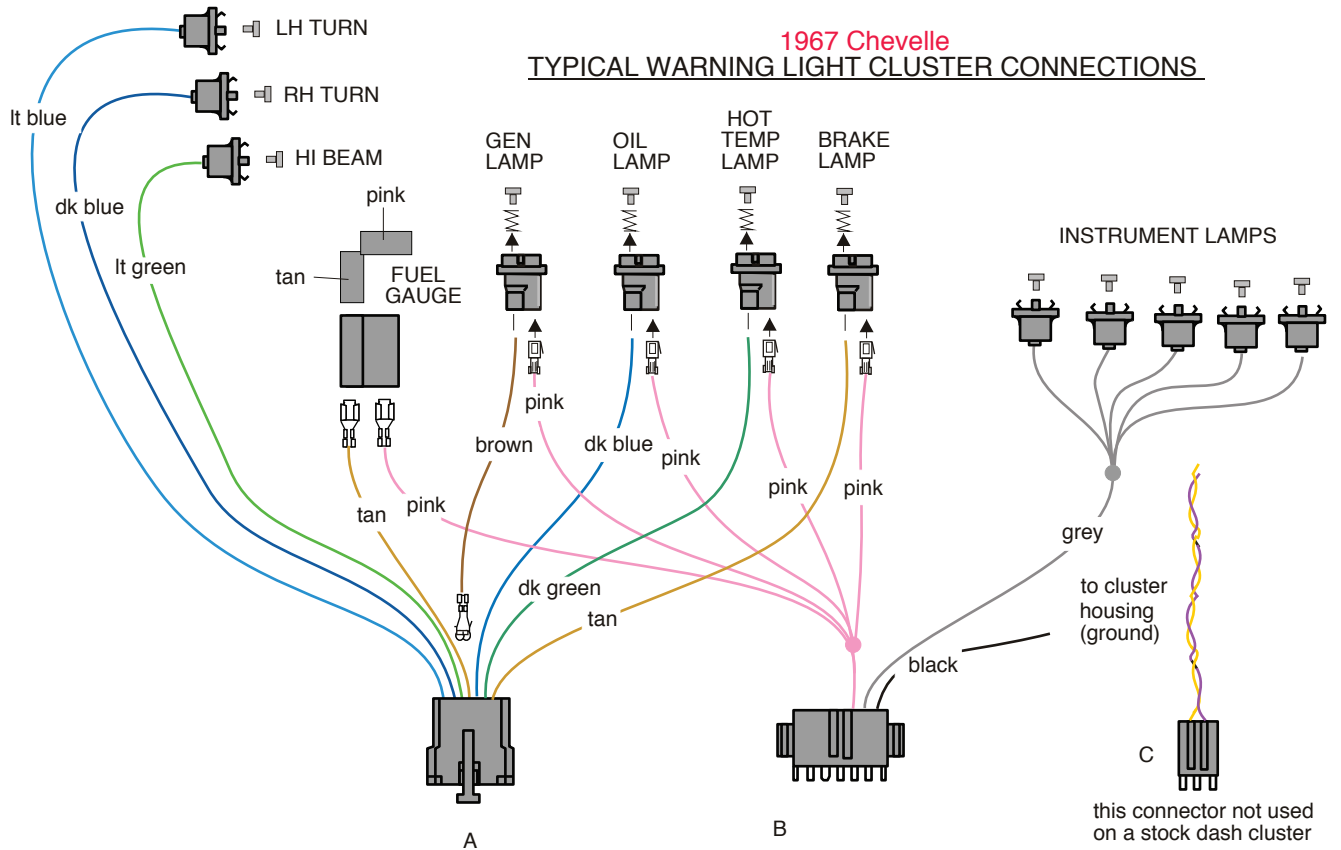 1967 Chevelle
TYPICAL WARNING LIGHT CLUSTER CONNECTIONS
LH TURN
RH TURN
HI BEAM
lt blue
dk blue
lt green
pink
tan
FUEL
GAUGE
GEN
LAMP
OIL
LAMP
HOT
TEMP
LAMP
BRAKE
LAMP
INSTRUMENT LAMPS
pink
brown
dk blue
pink
pink
pink
tan
pink
dk green
tan
grey
black
to cluster
housing
(ground)
A
B
C
this connector not used
on a stock dash cluster